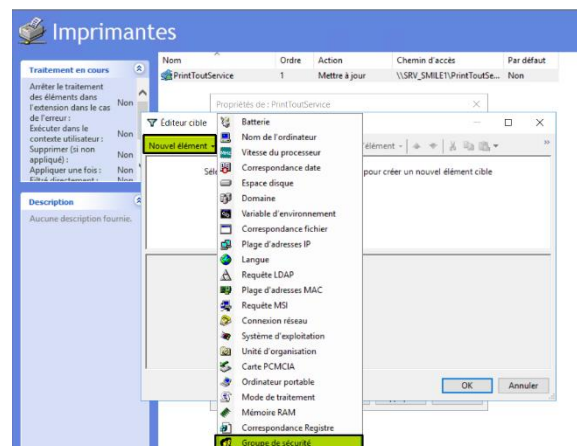 Imprimantes
Nom Ordre Action Chemin d'accès Par défaut
PrintToutService 1 Mettre à jour \\SRV_SMILE1\PrintToutSe... Non
Traitement en cours
Arrêter le traitement
des éléments dans
l'extension dans le cas
de l'erreur :
Non
Exécuter dans le
contexte utilisateur :
Non
Supprimer (si non
appliqué) :
Non
Appliquer une fois : Non
Filtré directement : Non
Description
Aucune description fournie.
Propriétés de : PrintToutService
Éditeur cible
Nouvel élément
'élément
Sél
pour créer un nouvel élément cible
Batterie
Nom de l'ordinateur
Vitesse du processeur
Correspondance date
Espace disque
Domaine
Variable d'environnement
Correspondance fichier
Plage d'adresses IP
Langue
Requête LDAP
Plage d'adresses MAC
Requête MSI
Connexion réseau
Système d'exploitation
Unité d'organisation
Carte PCMCIA
Ordinateur portable
Mode de traitement
Mémoire RAM
Correspondance Registre
Groupe de sécurité
OK Annuler